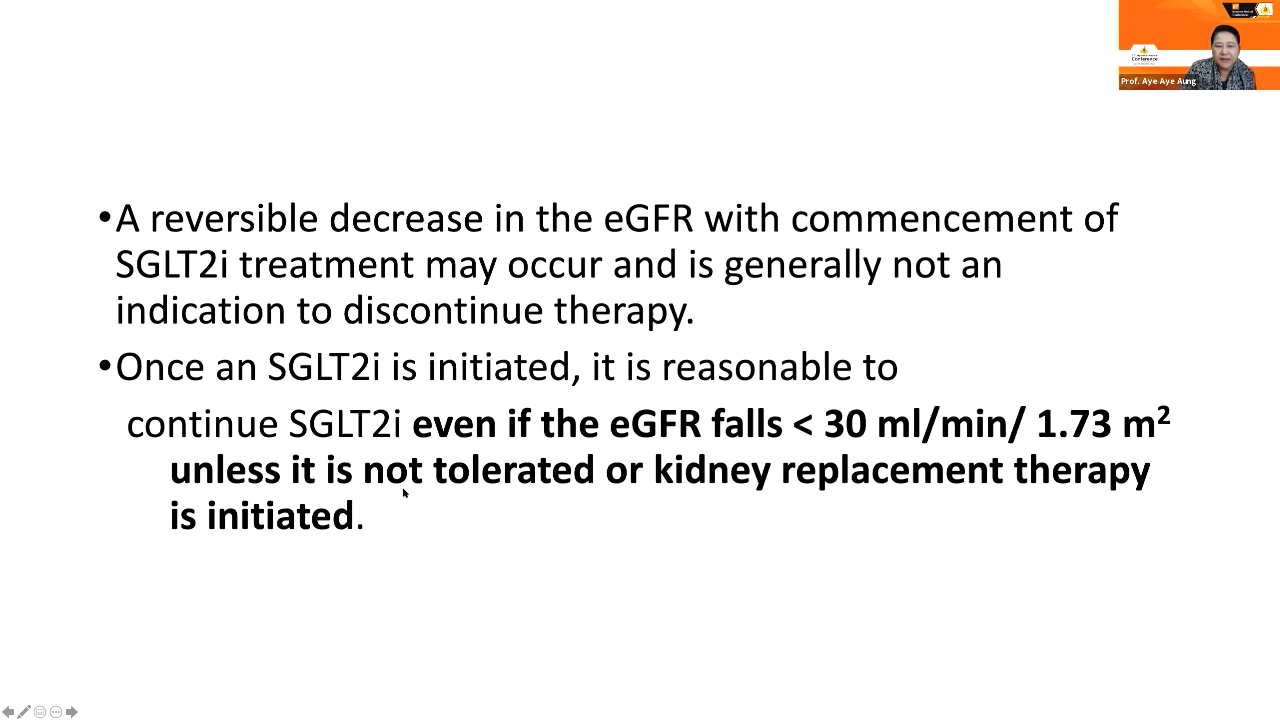 Conference
Prof. Aye Aye Aung
•A reversible decrease in the eGFR with commencement of
SGLT2i treatment may occur and is generally not an
indication to discontinue therapy.
•Once an SGLT2i is initiated, it is reasonable to
continue SGLT2i even if the eGFR falls < 30 ml/min/ 1.73 m²
unless it is not tolerated or kidney replacement therapy
is initiated.